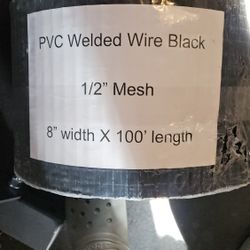 PVC Welded Wire Black
1/2” Mesh
8” width X 100’ length